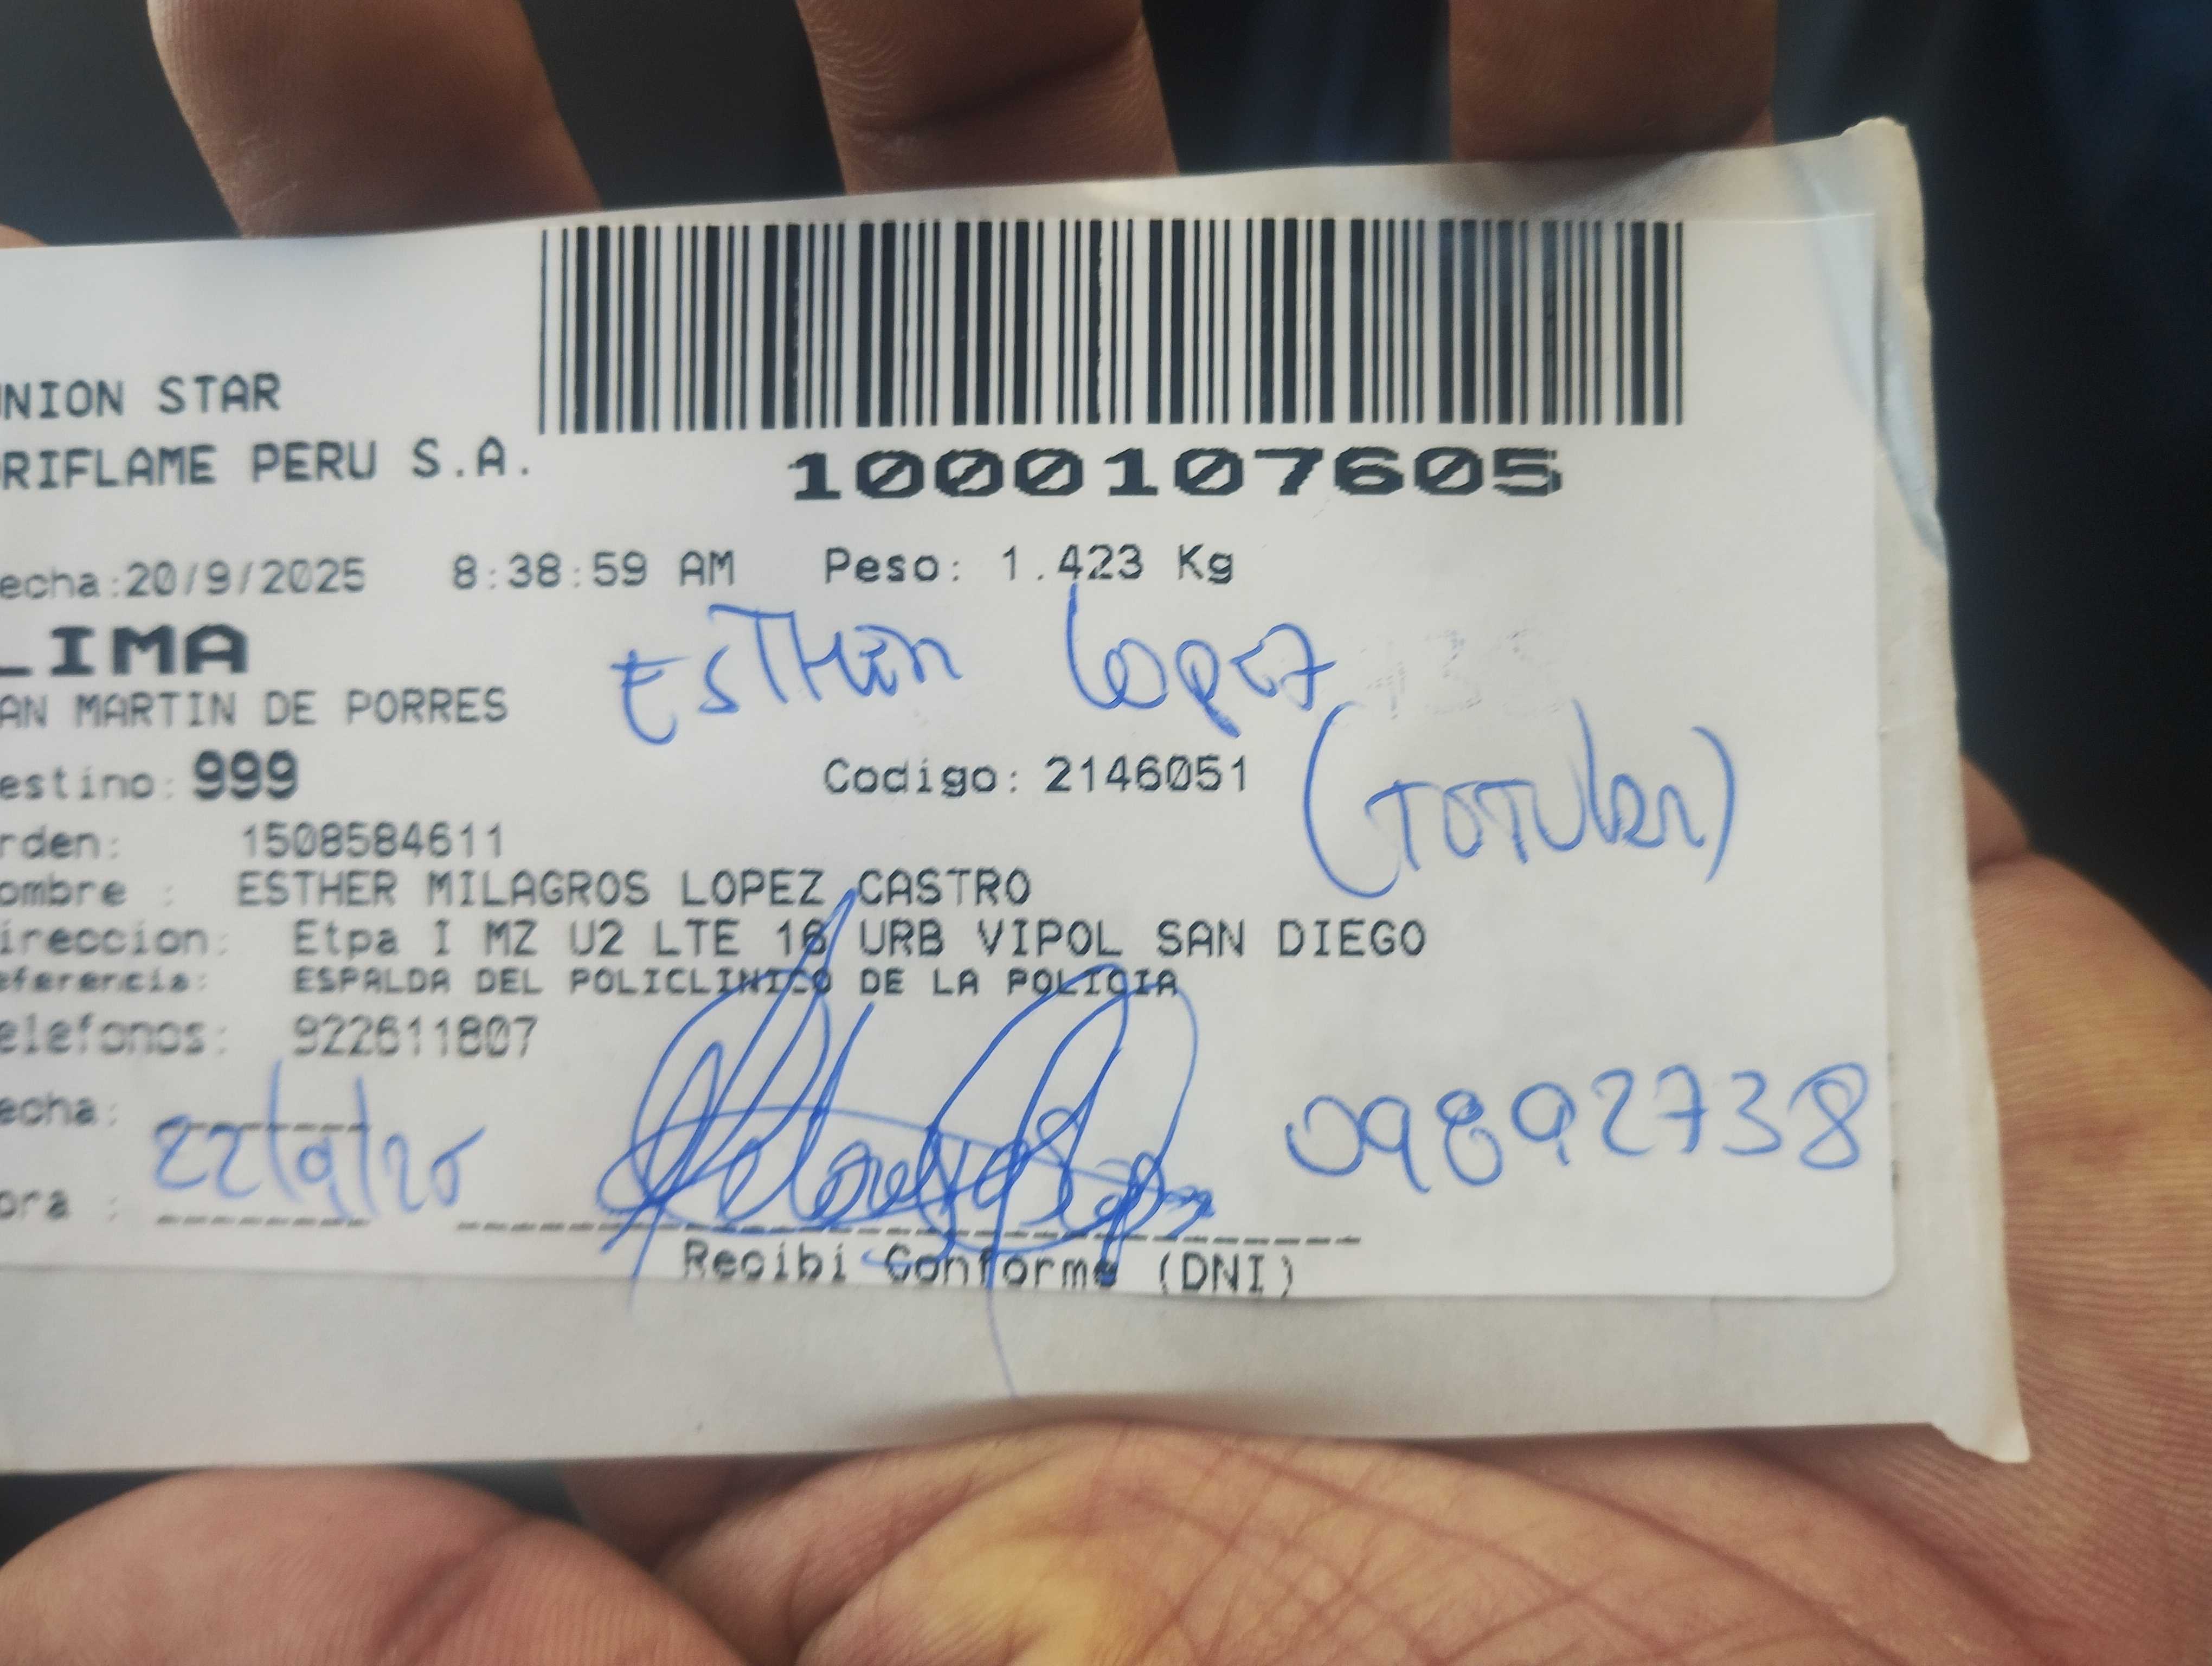 UNION STAR
ORIFLAME PERU S.A.
1000107605
echa:20/9/2025 8:38:59 AM Peso: 1.423 Kg
LIMA
Esther Lopez
AN MARTIN DE PORRES
estino: 999 Codigo: 2146051
(TOTULAR)
rden: 1508584611
ombre : ESTHER MILAGROS LOPEZ CASTRO
ireccion: Etpa I MZ U2 LTE 16 URB VIPOL SAN DIEGO
eferencia: ESPALDA DEL POLICLINICO DE LA POLICIA
elefonos: 922611807
echa: 22/9/25
09892738
ora :
Recibi Conforme (DNI)